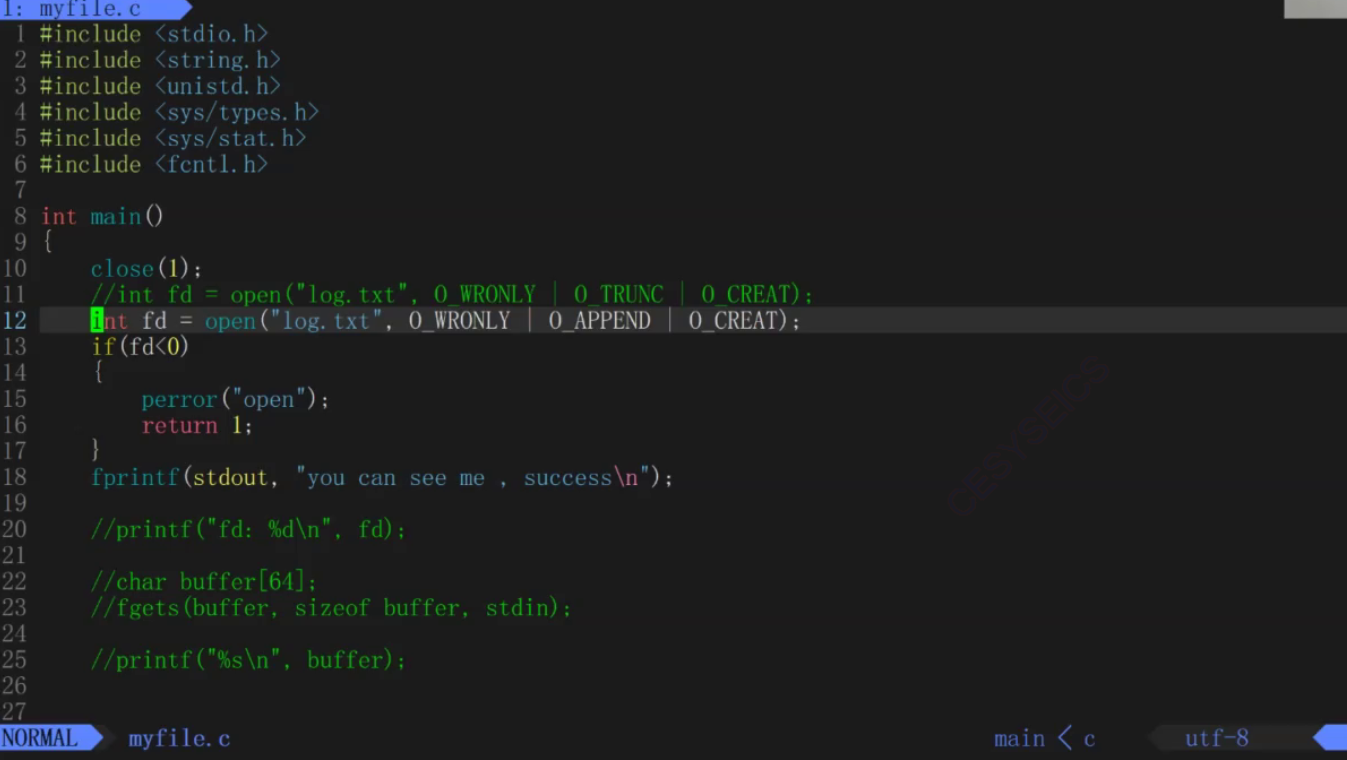 1: myfile.c
1 #include <stdio.h>
2 #include <string.h>
3 #include <unistd.h>
4 #include <sys/types.h>
5 #include <sys/stat.h>
6 #include <fcntl.h>
7
8 int main()
9 {
10     close(1);
11     //int fd = open("log.txt", O_WRONLY | O_TRUNC | O_CREAT);
12     int fd = open("log.txt", O_WRONLY | O_APPEND | O_CREAT);
13     if(fd<0)
14     {
15         perror("open");
16         return 1;
17     }
18     fprintf(stdout, "you can see me , success\n");
19
20     //printf("fd: %d\n", fd);
21
22     //char buffer[64];
23     //fgets(buffer, sizeof buffer, stdin);
24
25     //printf("%s\n", buffer);
26
27
NORMAL myfile.c main < c utf-8